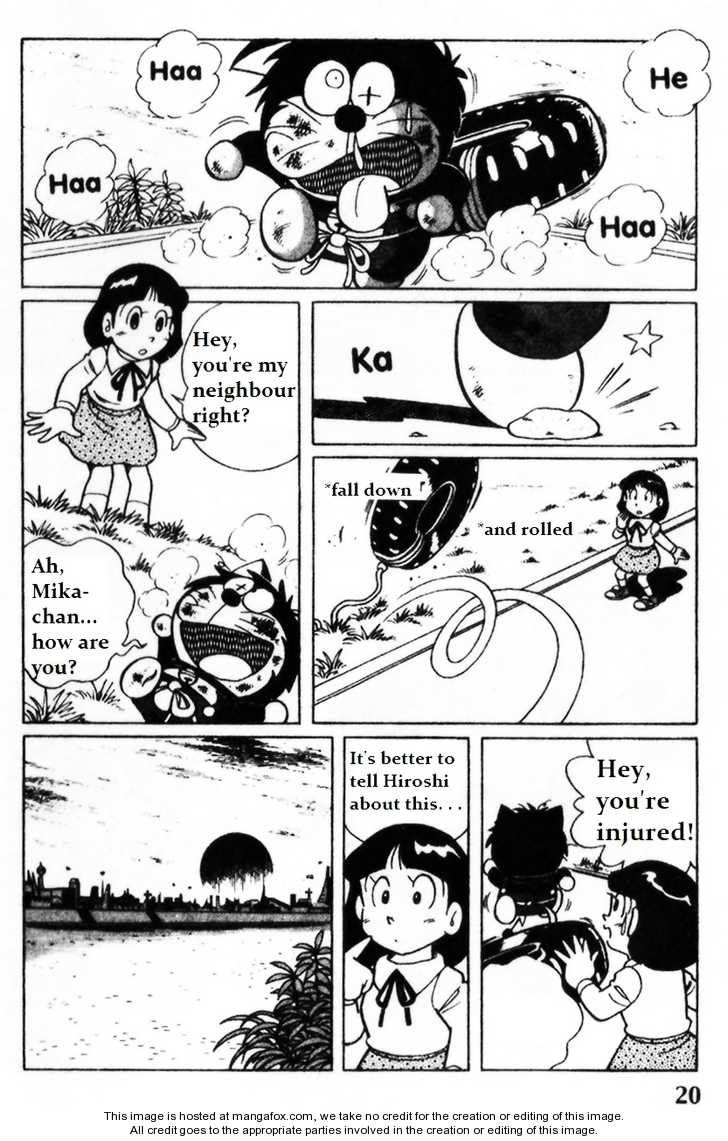 He
Haa
Haa
Haa
Ka
*fall down
*and rolled
Hey,
you're my
neighbour
right?
Ah,
Mika-
chan...
how are
you?
Hey,
you're
injured!
It's better to
tell Hiroshi
about this. . .
20
This image is hosted at mangafox.com, we take no credit for the creation or editing of this image.
All credit goes to the appropriate parties involved in the creation or editing of this image.